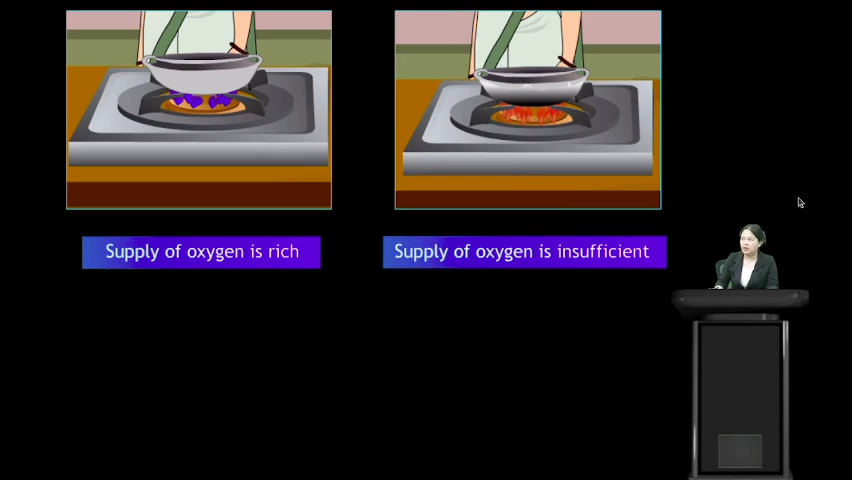 Supply of oxygen is rich
Supply of oxygen is insufficient